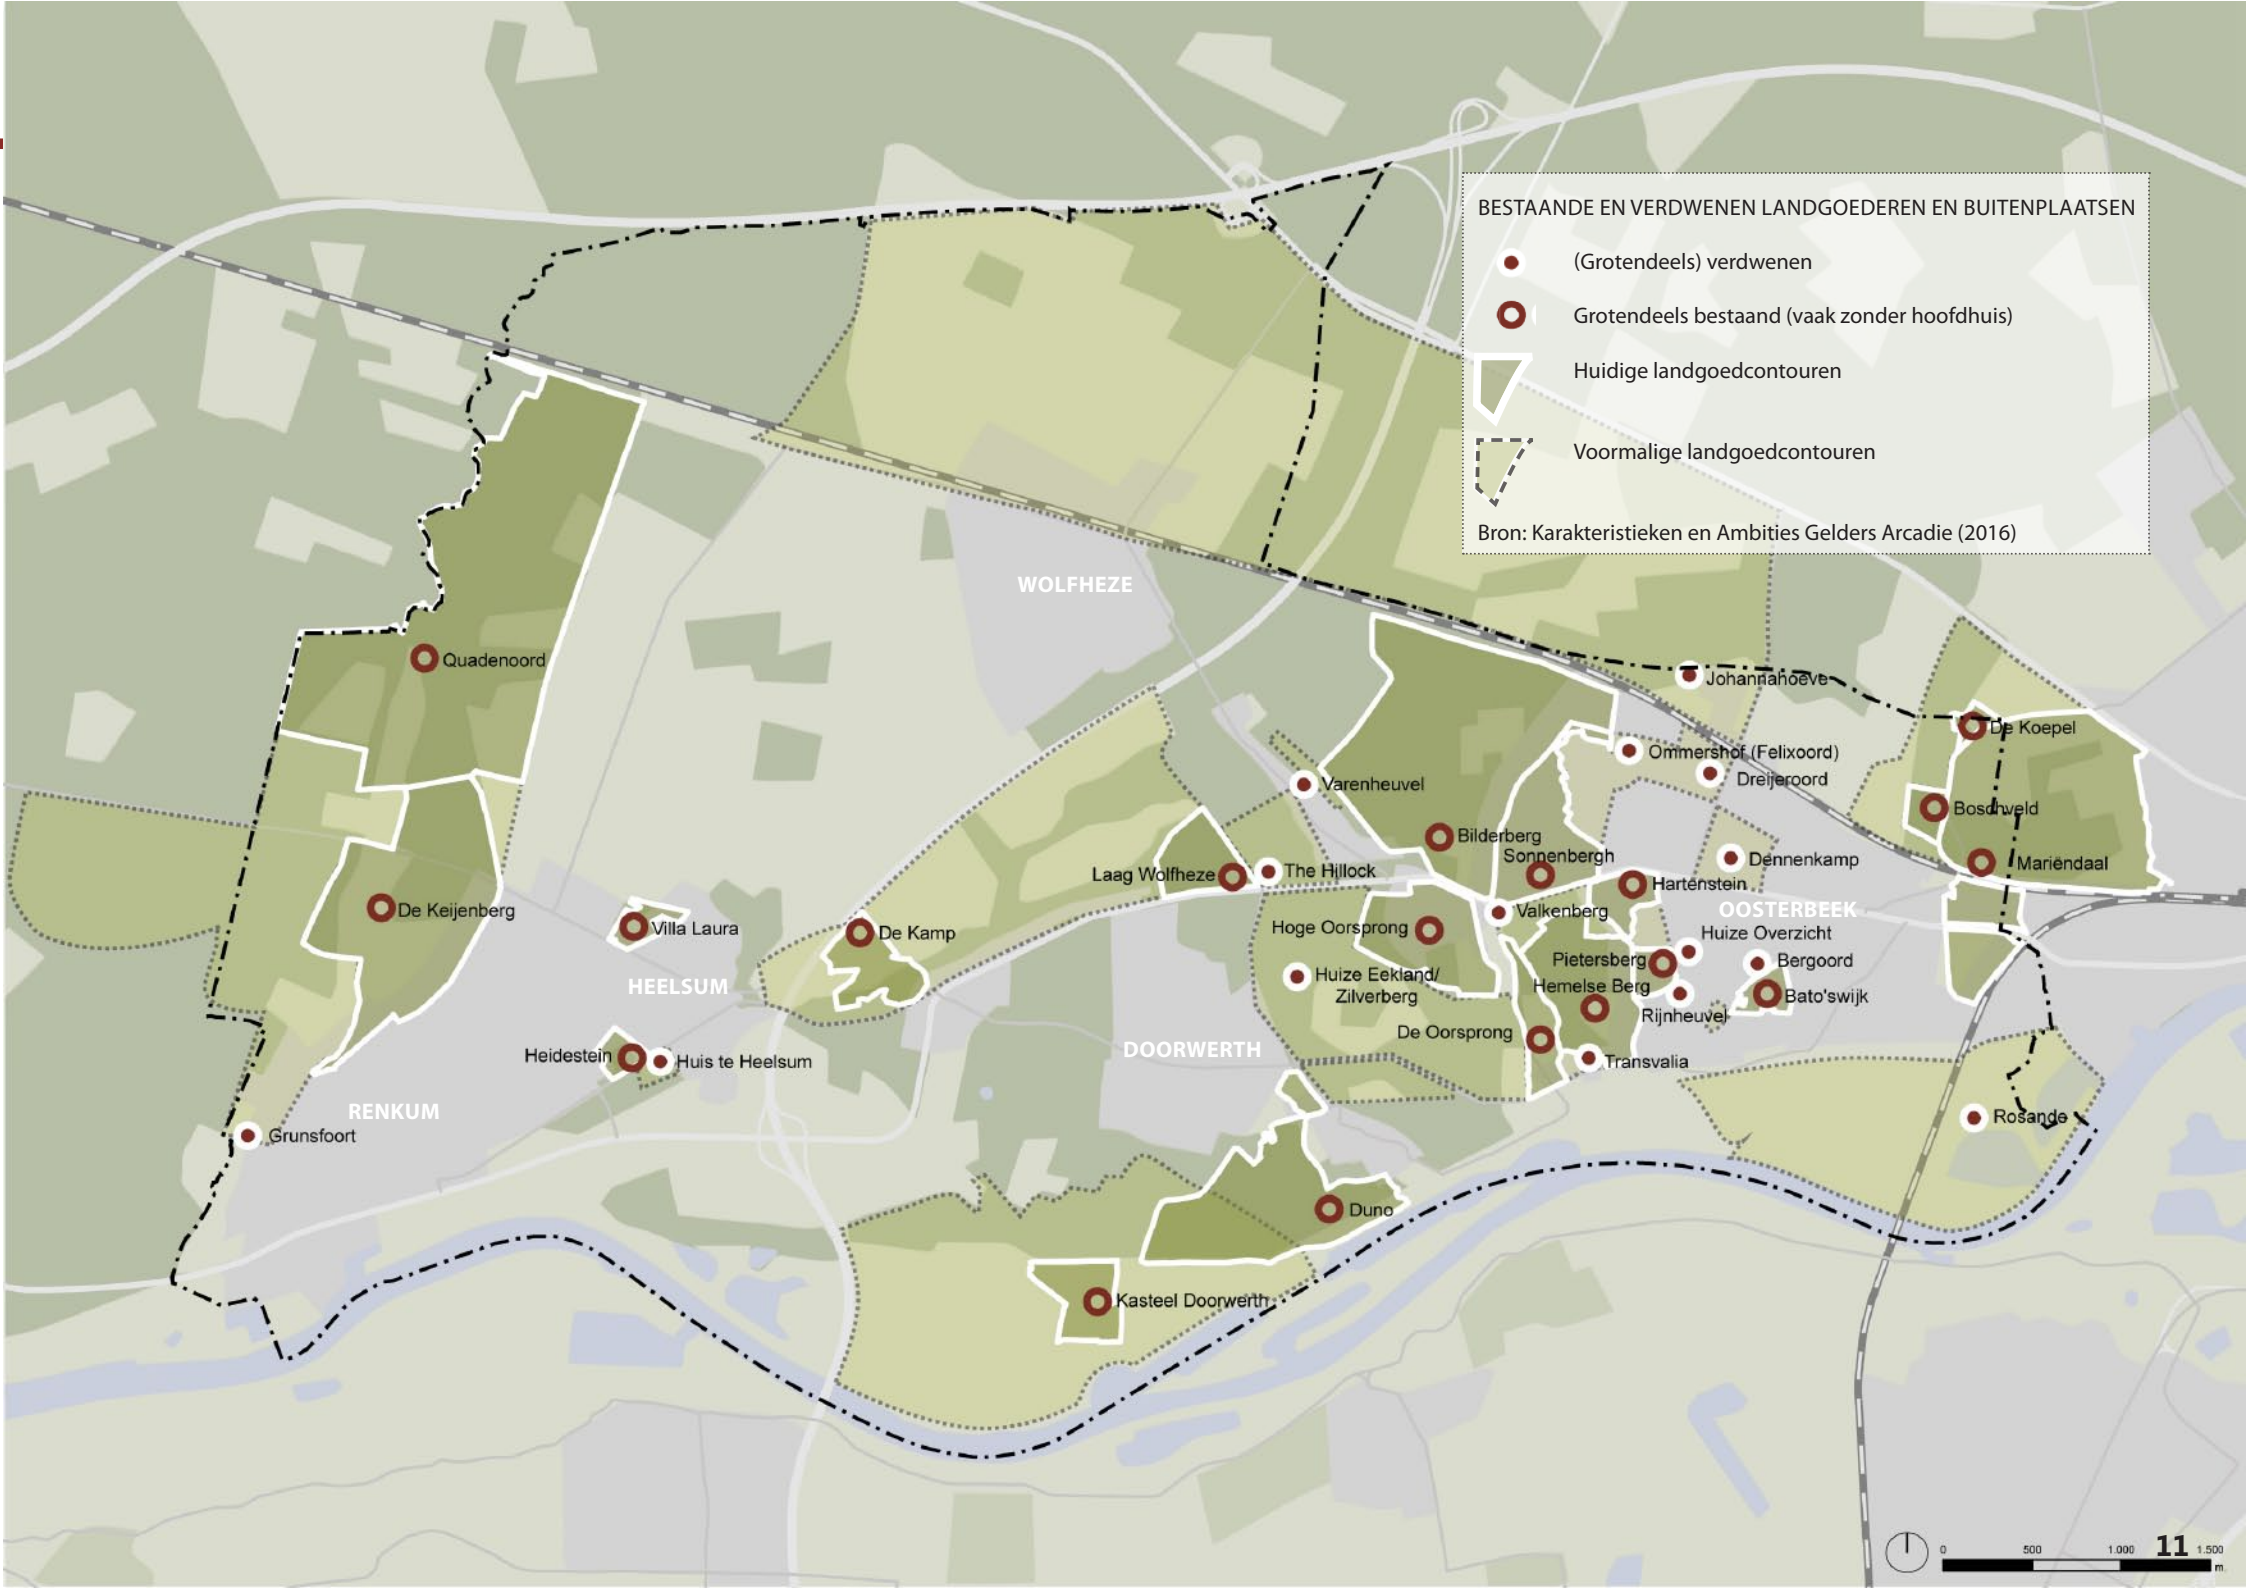 BESTAANDE EN VERDWENEN LANDGOEDEREN EN BUITENPLAATSEN
(Grotendeels) verdwenen
Grotendeels bestaand (vaak zonder hoofdhuis)
Huidige landgoedcontouren
Voormalige landgoedcontouren
Bron: Karakteristieken en Ambities Gelders Arcadie (2016)
WOLFHEZE
Quadenoord
Johannahoeve
De Koepel
Ommershof (Felixoord)
Dreijeroord
Varenheuvel
Boschveld
Bilderberg
Sonnenbergh
Dennenkamp
Mariëndaal
Laag Wolfheze
The Hillock
Hartenstein
De Keijenberg
Valkenberg
OOSTERBEEK
Villa Laura
De Kamp
Hoge Oorsprong
Huize Overzicht
Pietersberg
Bergoord
Huize Eekland/
Zilverberg
HEELSUM
Hemelse Berg
Bato'swijk
Rijnheuvel
De Oorsprong
DOORWERTH
Heidestein
Huis te Heelsum
Transvalia
RENKUM
Rosande
Grunsfoort
Duno
Kasteel Doorwerth
0 500 1.000 1.500
m
11